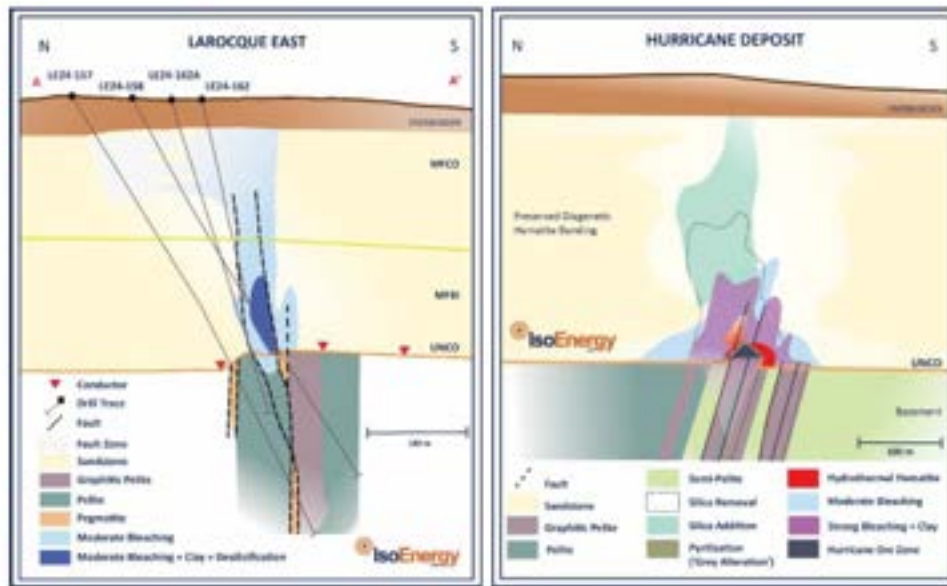 LAROCQUE EAST
N
S
LE24-157
LE24-158
LE24-162A
LE24-162
A
A'
MFCO
MFBI
UNCO
Conductor
Drill Trace
Fault
Fault Zone
Sandstone
Graphitic Pelite
Pelite
Pegmatite
Moderate Bleaching
Moderate Bleaching + Clay + Desilicification
IsoEnergy
HURRICANE DEPOSIT
N
S
Preserved Diagenetic
Hematite Banding
IsoEnergy
UNCO
Basement
100 m
Fault
Sandstone
Graphitic Pelite
Pelite
Semi-Pelite
Silica Removal
Silica Addition
Pyritization
('Grey Alteration')
Hydrothermal Hematite
Moderate Bleaching
Strong Bleaching + Clay
Hurricane Ore Zone